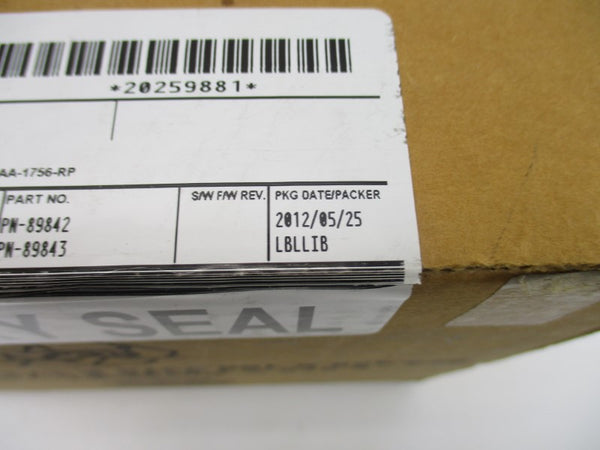 *20259881*
AA-1756-RP
PART NO.
S/W F/W REV.
PKG DATE/PACKER
PN-89842
2012/05/25
PN-89843
LBLLIB
Y SEAL